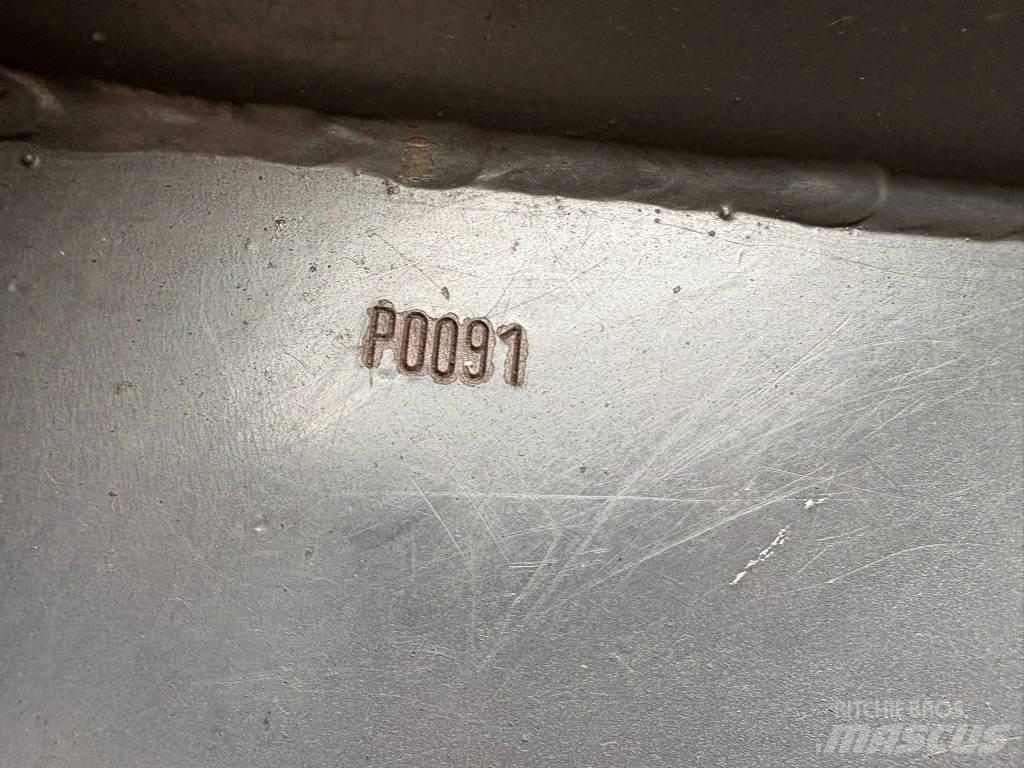 P0091
RITCHIE BROS.
mascus